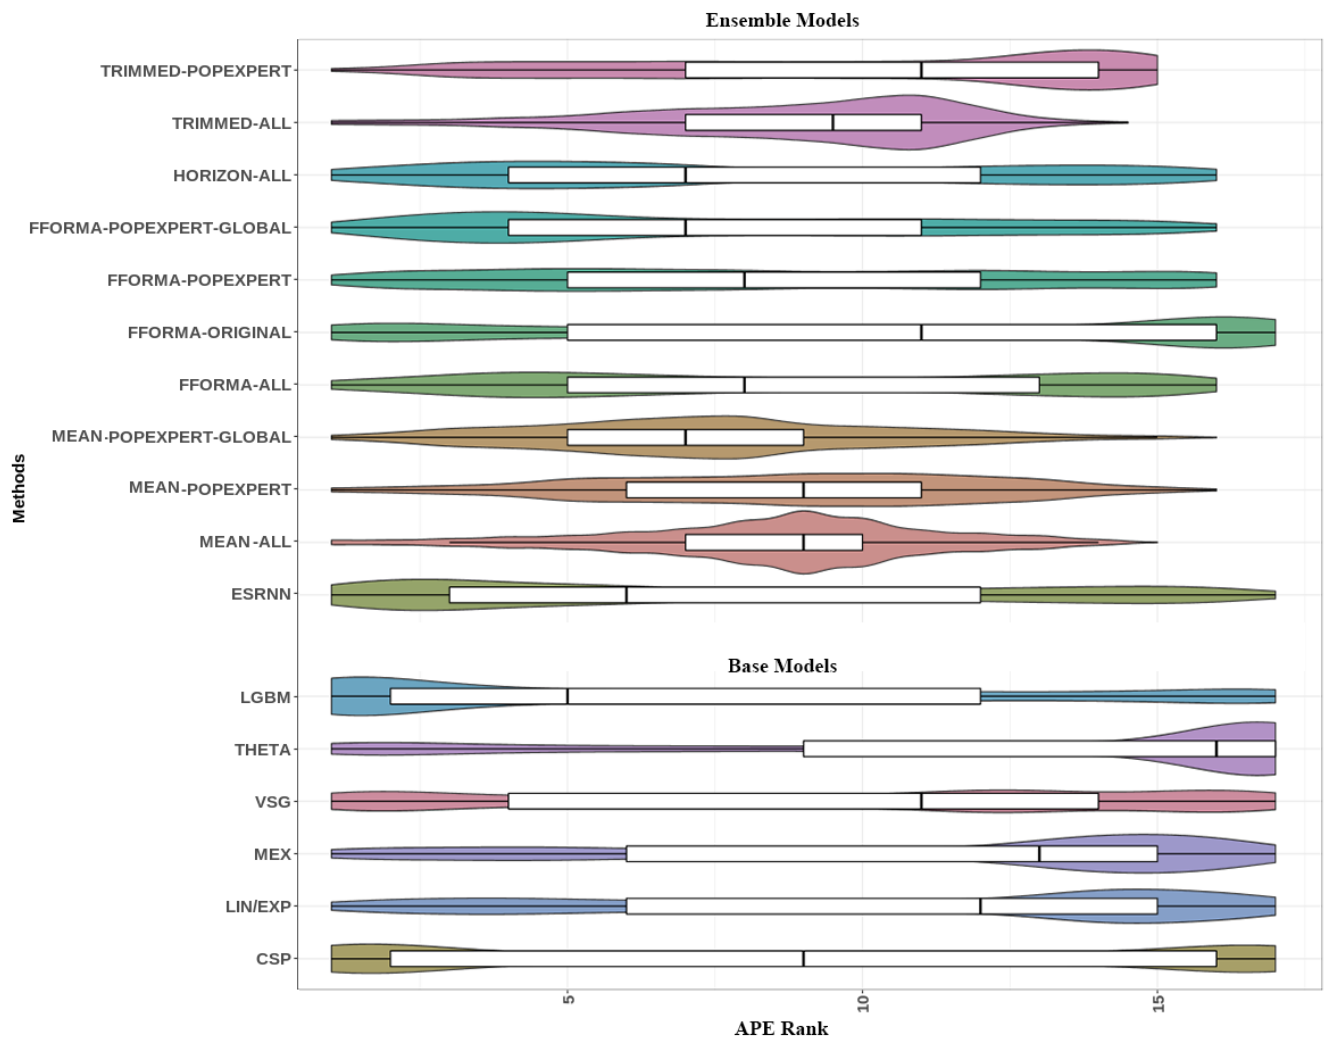 Ensemble Models
TRIMMED-POPEXPERT
TRIMMED-ALL
HORIZON-ALL
FFORMA-POPEXPERT-GLOBAL
FFORMA-POPEXPERT
FFORMA-ORIGINAL
FFORMA-ALL
MEAN-POPEXPERT-GLOBAL
MEAN-POPEXPERT
MEAN-ALL
ESRNN
Methods
Base Models
LGBM
THETA
VSG
MEX
LIN/EXP
CSP
5 10 15
APE Rank